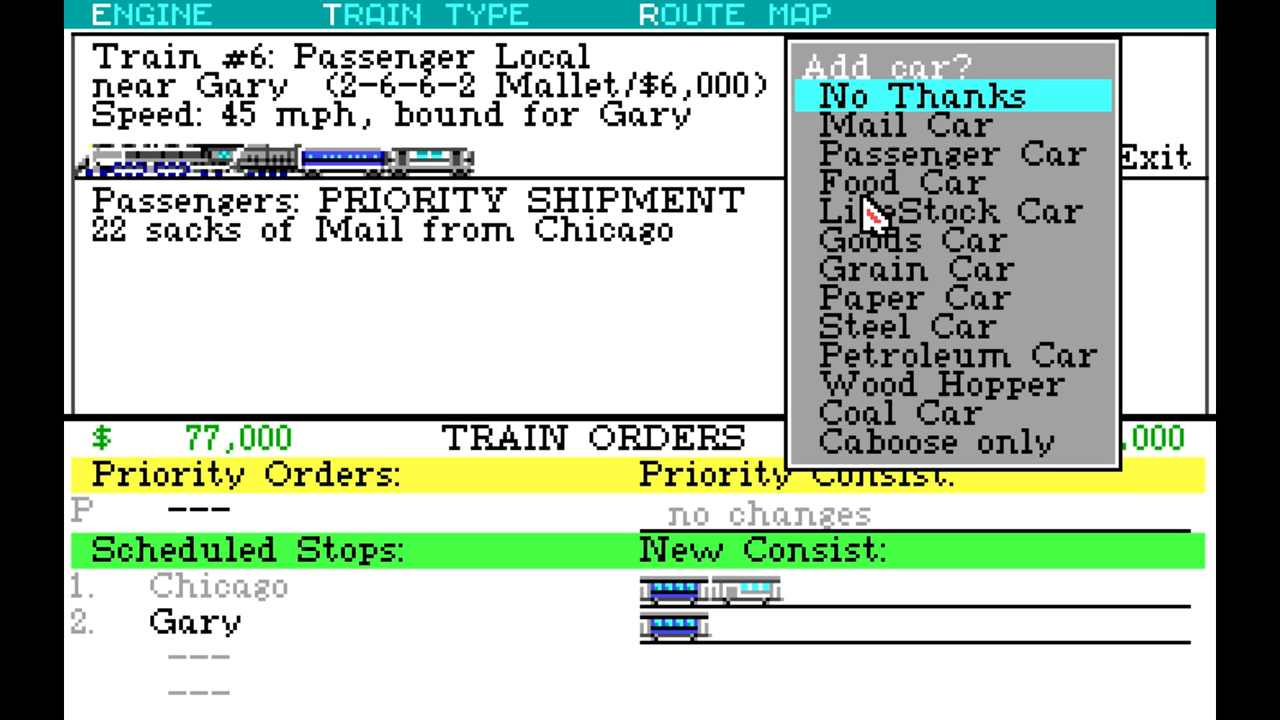 ENGINE TRAIN TYPE ROUTE MAP
Train #6: Passenger Local
near Gary (2-6-6-2 Mallet/$6,000)
Speed: 45 mph, bound for Gary
Exit
Passengers: PRIORITY SHIPMENT
22 sacks of Mail from Chicago
Add car?
No Thanks
Mail Car
Passenger Car
Food Car
Stock Car
Goods Car
Grain Car
Paper Car
Steel Car
Petroleum Car
Wood Hopper
Coal Car
Caboose only
$ 77,000 TRAIN ORDERS ,000
Priority Orders: Priority Consist:
P --- no changes
Scheduled Stops: New Consist:
1. Chicago
2. Gary
---
---